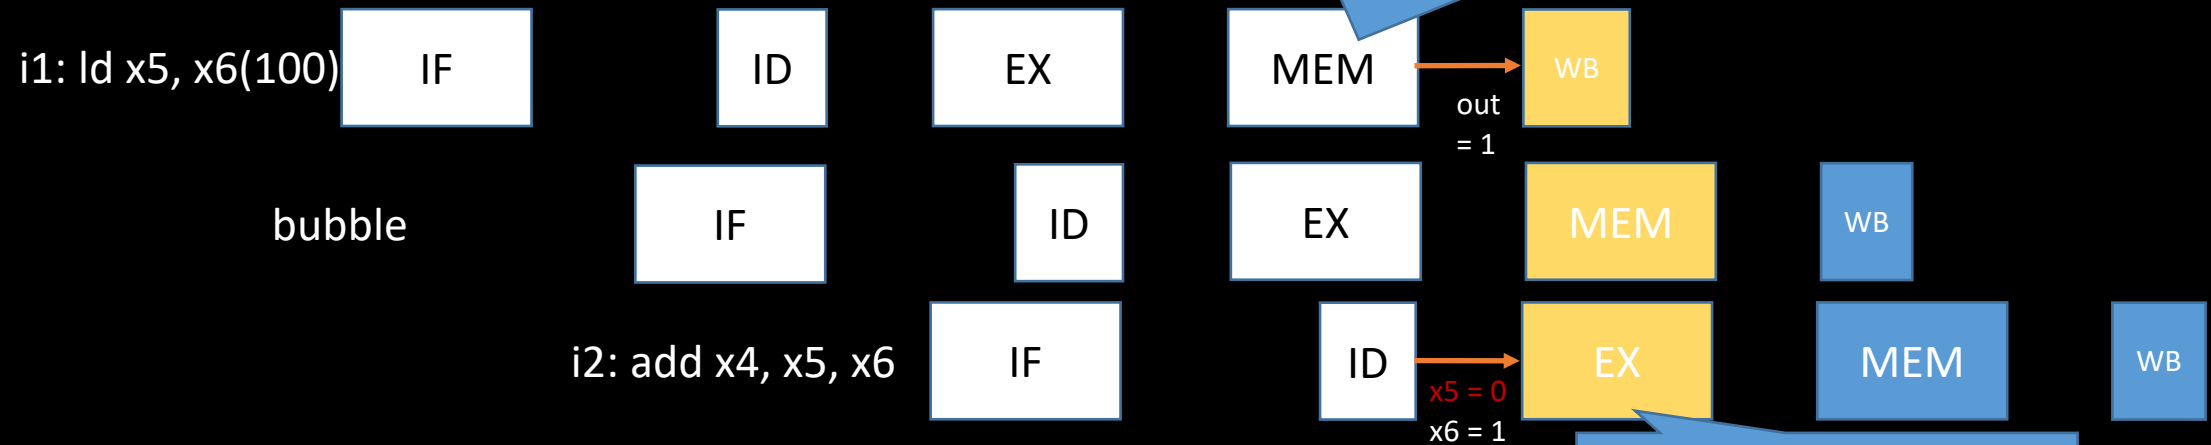 i1: ld x5, x6(100) IF ID EX MEM WB
out
= 1
bubble IF ID EX MEM WB
i2: add x4, x5, x6 IF ID EX MEM WB
x5 = 0
x6 = 1